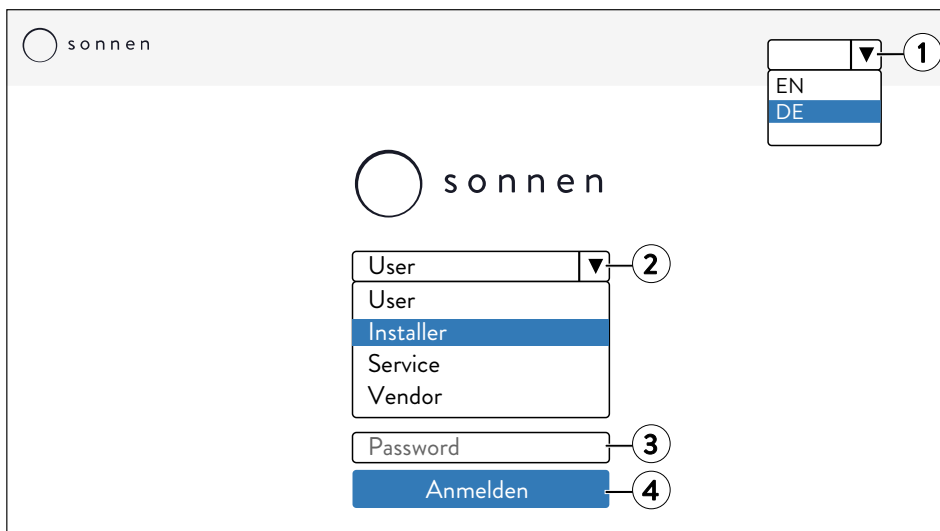 sonnen
1
EN
DE
sonnen
User
2
User
Installer
Service
Vendor
Password
3
Anmelden
4